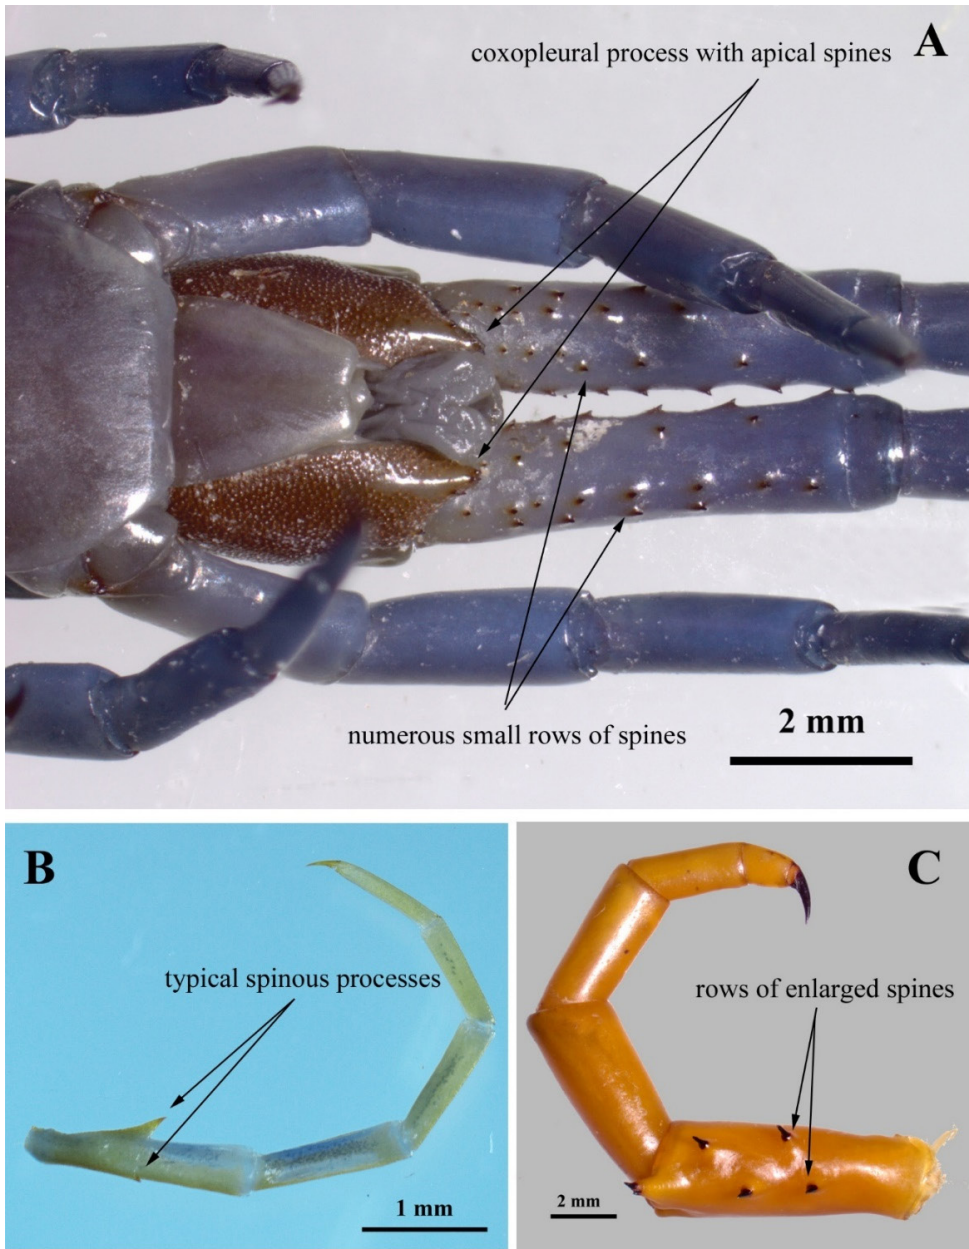 A
coxopleural process with apical spines
numerous small rows of spines
2 mm
B
typical spinous processes
1 mm
C
rows of enlarged spines
2 mm